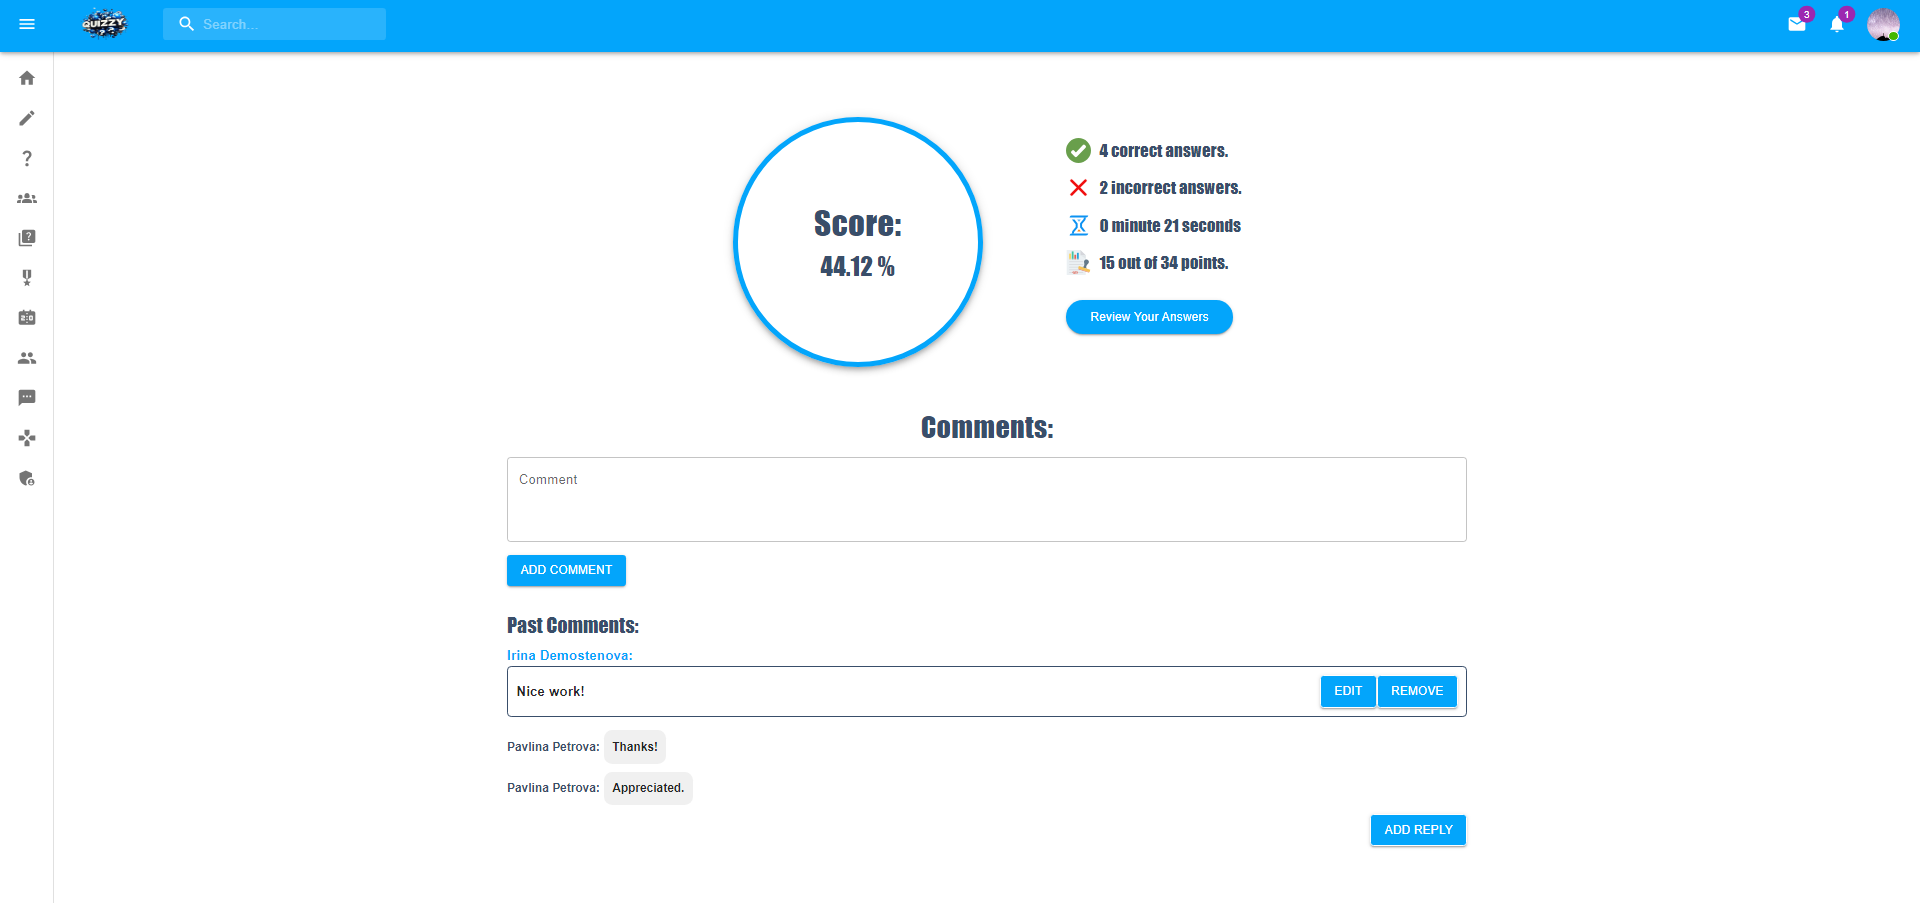 QUIZZY
Search...
3
1
Score:
44.12 %
4 correct answers.
2 incorrect answers.
0 minute 21 seconds
15 out of 34 points.
Review Your Answers
Comments:
Comment
ADD COMMENT
Past Comments:
Irina Demostenova:
Nice work!
EDIT
REMOVE
Pavlina Petrova: Thanks!
Pavlina Petrova: Appreciated.
ADD REPLY